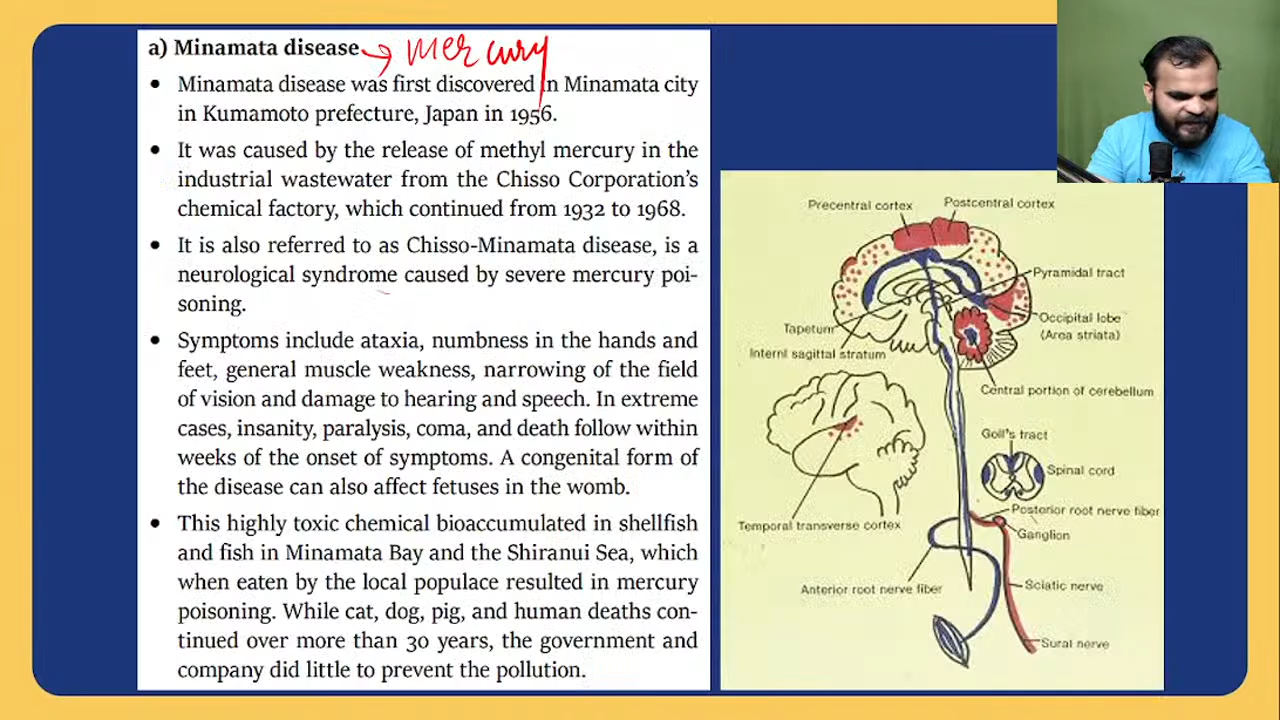 a) Minamata disease → mercury
• Minamata disease was first discovered in Minamata city
in Kumamoto prefecture, Japan in 1956.
• It was caused by the release of methyl mercury in the
industrial wastewater from the Chisso Corporation's
chemical factory, which continued from 1932 to 1968.
• It is also referred to as Chisso-Minamata disease, is a
neurological syndrome caused by severe mercury poi-
soning.
• Symptoms include ataxia, numbness in the hands and
feet, general muscle weakness, narrowing of the field
of vision and damage to hearing and speech. In extreme
cases, insanity, paralysis, coma, and death follow within
weeks of the onset of symptoms. A congenital form of
the disease can also affect fetuses in the womb.
• This highly toxic chemical bioaccumulated in shellfish
and fish in Minamata Bay and the Shiranui Sea, which
when eaten by the local populace resulted in mercury
poisoning. While cat, dog, pig, and human deaths con-
tinued over more than 30 years, the government and
company did little to prevent the pollution.
Precentral cortex
Postcentral cortex
Pyramidal tract
Occipital lobe
(Area striata)
Tapetum
Internl sagittal stratum
Central portion of cerebellum
Goll's tract
Spinal cord
Posterior root nerve fiber
Temporal transverse cortex
Ganglion
Anterior root nerve fiber
Sciatic nerve
Sural nerve